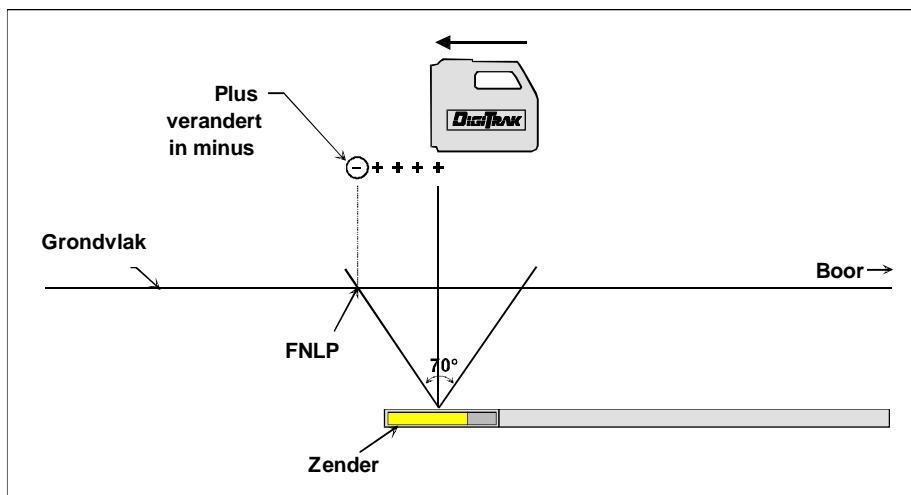 Plus
verandert
in minus
DIGITRAK
- + + + +
Grondvlak
Boor
FNLP
70°
Zender